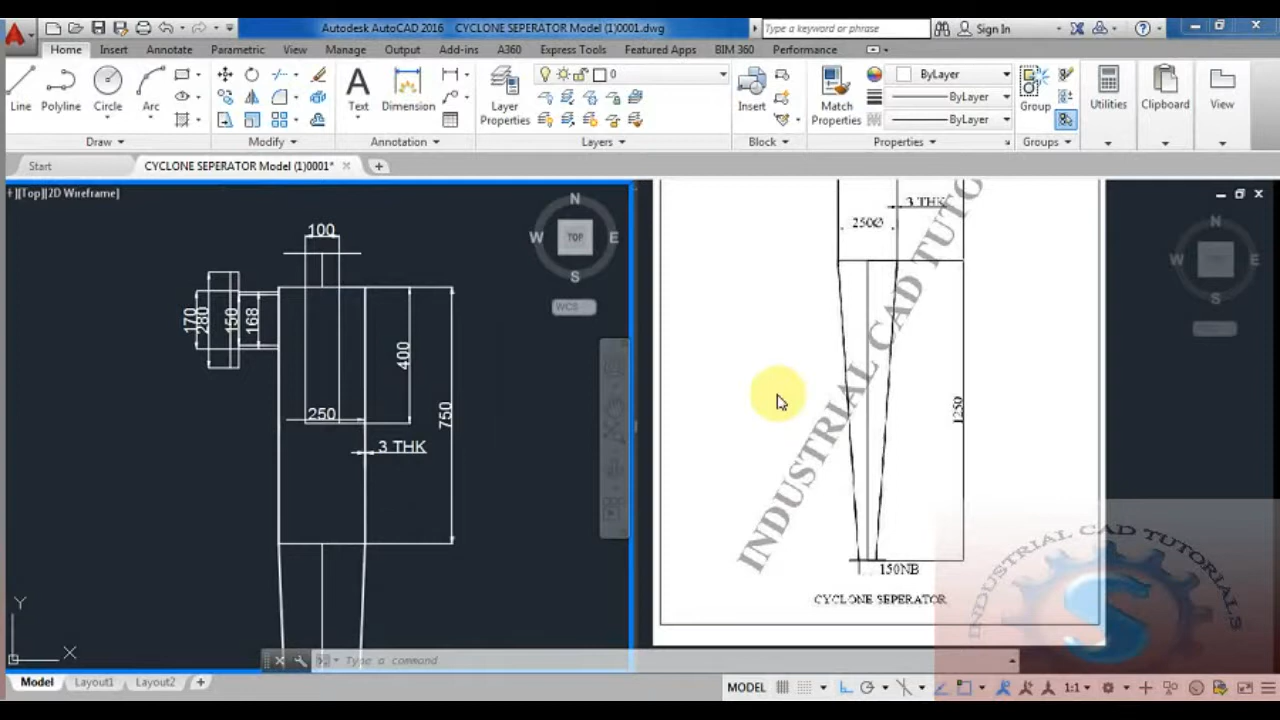 Autodesk AutoCAD 2016 CYCLONE SEPERATOR Model (1)0001.dwg
Type a keyword or phrase
Sign In
Home Insert Annotate Parametric View Manage Output Add-ins A360 Express Tools Featured Apps BIM 360 Performance
0
ByLayer
ByLayer
ByLayer
Line Polyline Circle Arc
Text Dimension
Layer Properties
Insert
Match Properties
Group
Utilities
Clipboard
View
Draw Modify Annotation Layers Block Properties Groups
Start
CYCLONE SEPERATOR Model (1)0001*
][Top][2D Wireframe]
N
W TOP E
S
WCS
100
170
280
150
168
400
250
750
3 THK
Y
X
3 THK
250Ø
1250
150NB
CYCLONE SEPERATOR
INDUSTRIAL CAD TUTO
N
W E
S
INDUSTRIAL CAD TUTORIALS
S
Type a command
Model Layout1 Layout2
MODEL
1:1